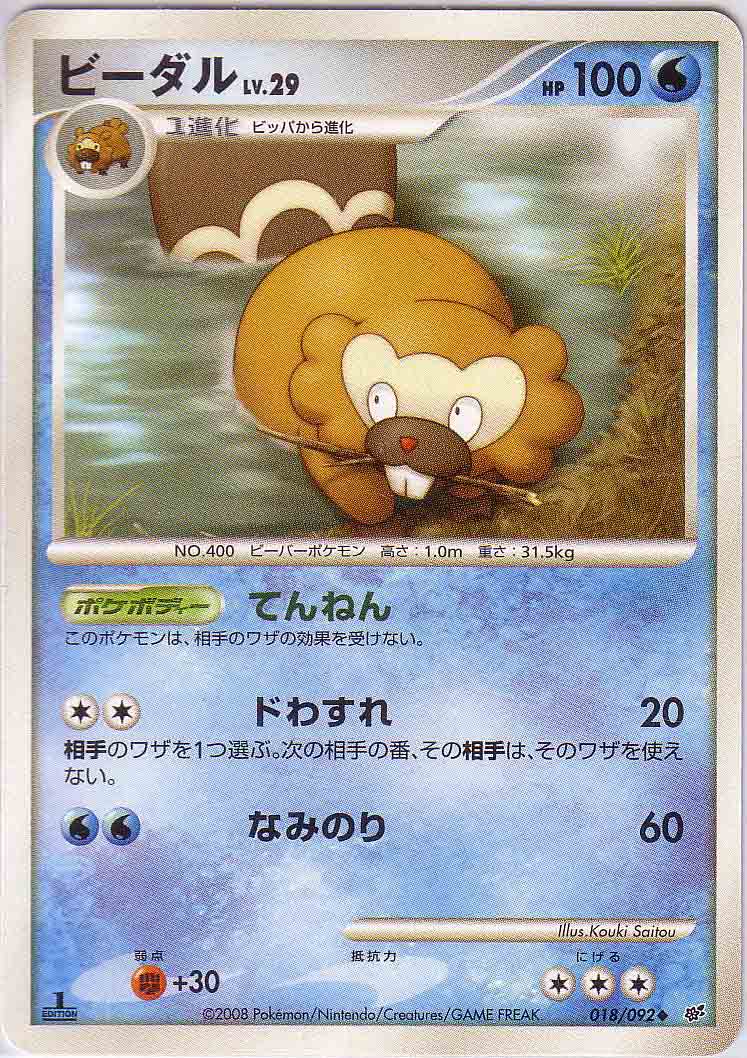 ビーダル LV.29 HP 100
1進化 ビッパから進化
NO.400 ビーバーポケモン 高さ:1.0m 重さ:31.5kg
ポケボディー てんねん
このポケモンは、相手のワザの効果を受けない。
ドわすれ 20
相手のワザを1つ選ぶ。次の相手の番、その相手は、そのワザを使え
ない。
なみのり 60
Illus.Kouki Saitou
弱点 抵抗力 にげる
+30
1 EDITION ©2008 Pokémon/Nintendo/Creatures/GAME FREAK. 018/092◆